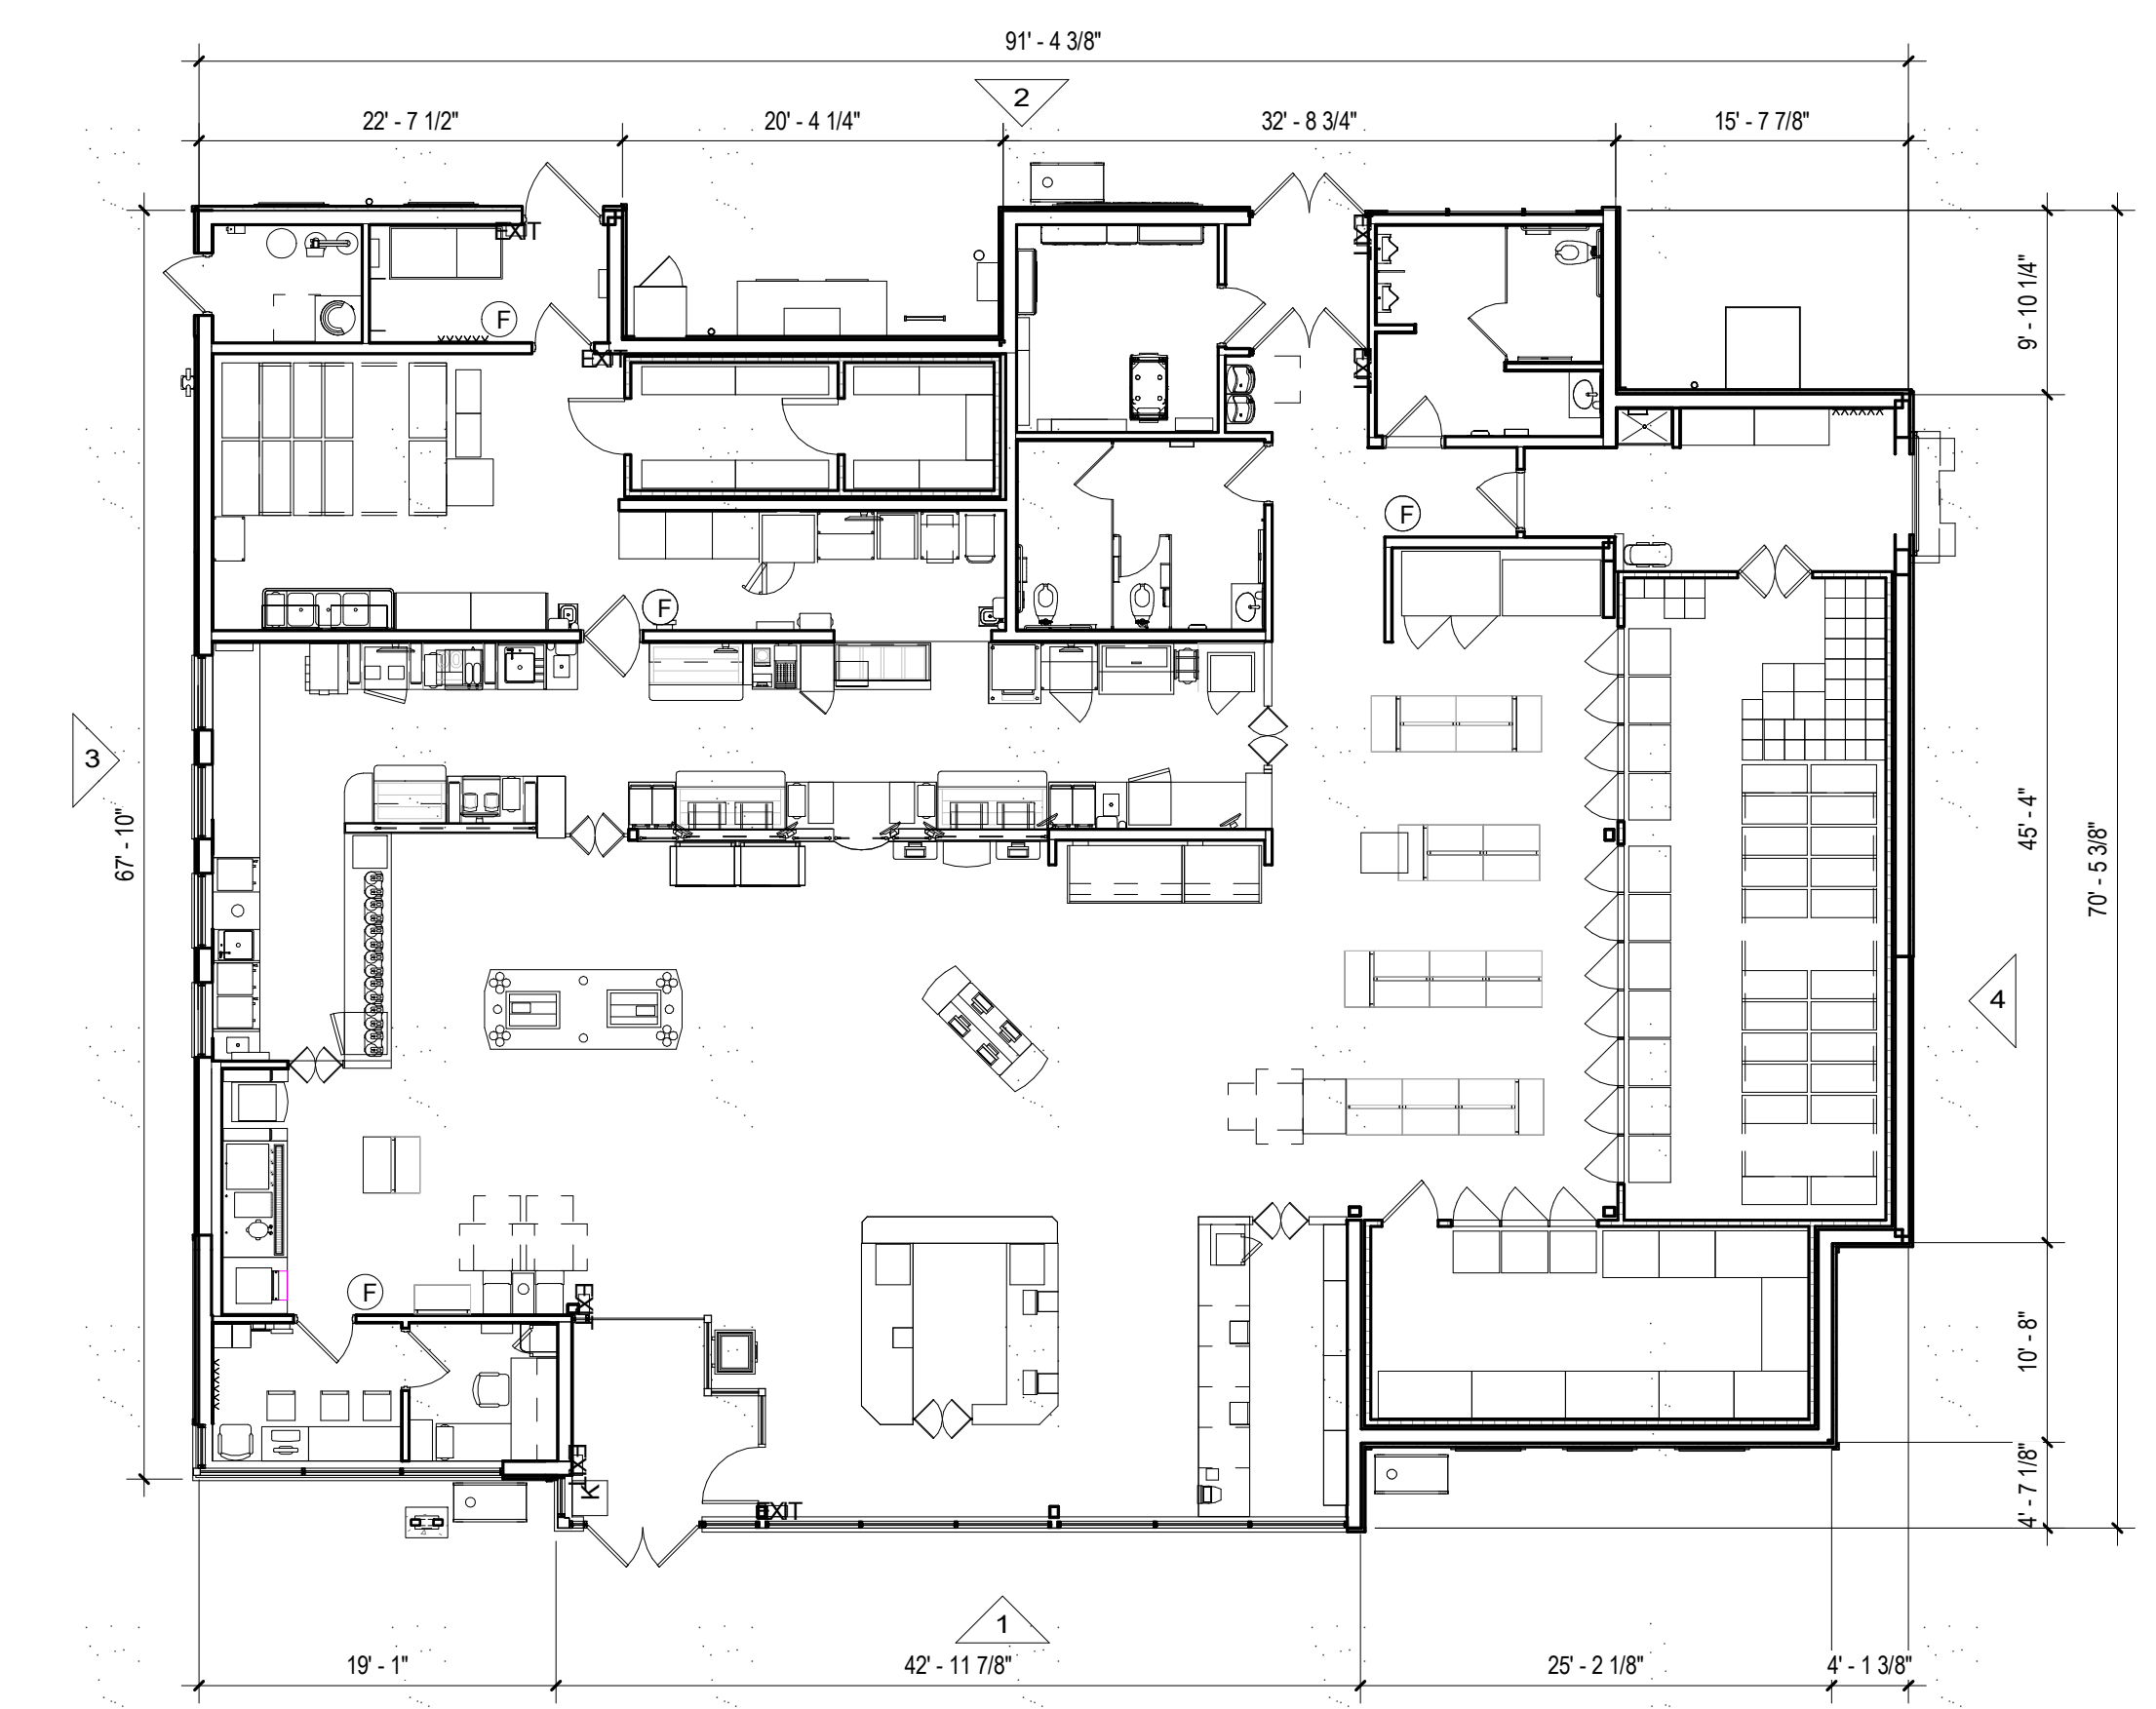 91' - 4 3/8"
2
22' - 7 1/2"
20' - 4 1/4"
32' - 8 3/4"
15' - 7 7/8"
EXIT
9' - 10 1/4"
F
EXIT
F
F
3
67' - 10"
45' - 4"
70' - 5 3/8"
4
F
EXIT
10' - 8"
EXIT
K
EXIT
4' - 7 1/8"
1
19' - 1"
42' - 11 7/8"
25' - 2 1/8"
4' - 1 3/8"